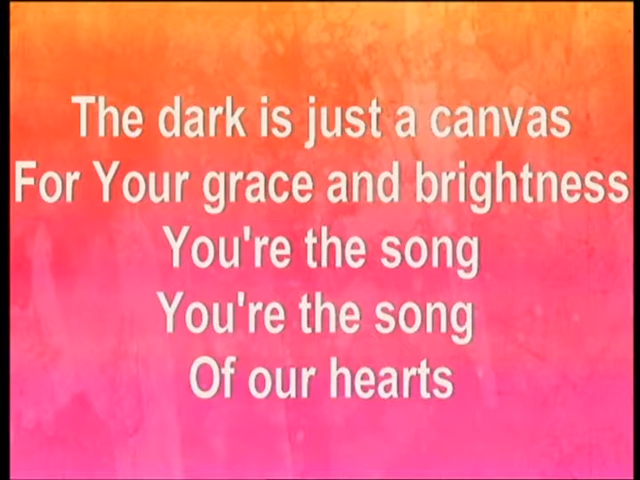 The dark is just a canvas
For Your grace and brightness
You're the song
You're the song
Of our hearts